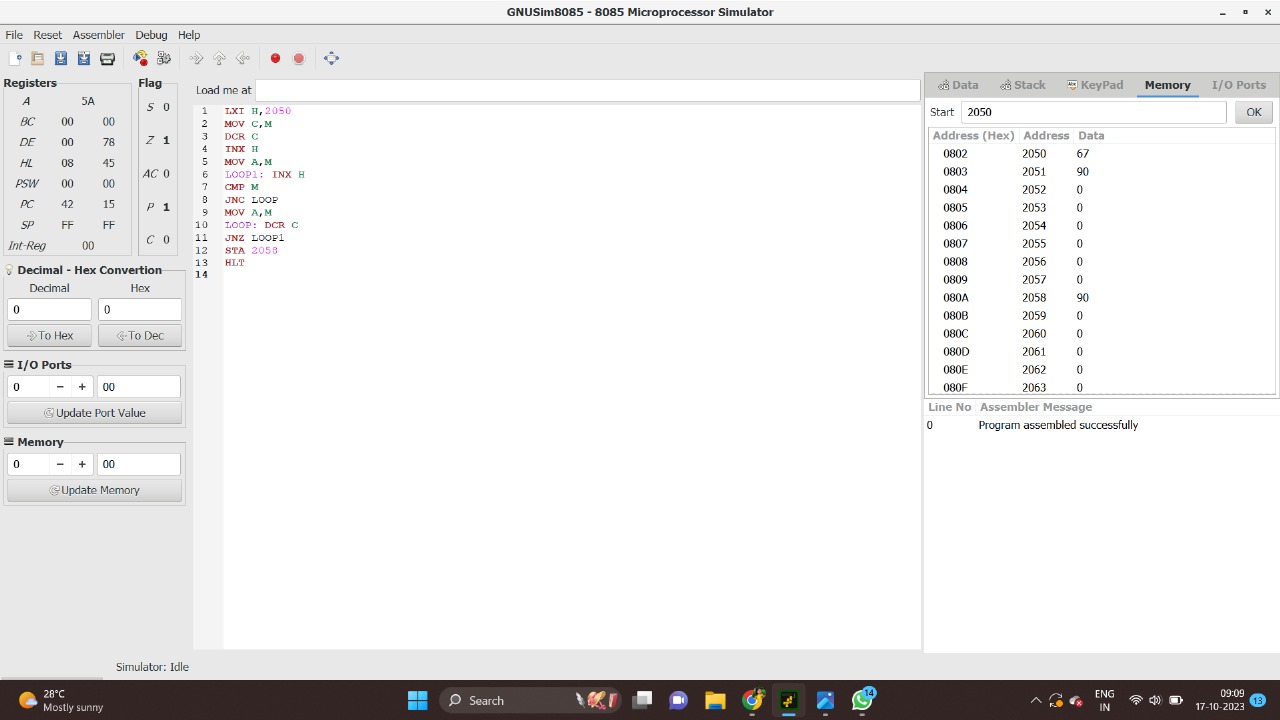 GNUSim8085 - 8085 Microprocessor Simulator
File Reset Assembler Debug Help
Registers
A 5A
BC 00 00
DE 00 78
HL 08 45
PSW 00 00
PC 42 15
SP FF FF
Int-Reg 00
Flag
S 0
Z 1
AC 0
P 1
C 0
Decimal - Hex Convertion
Decimal Hex
0 0
To Hex To Dec
I/O Ports
0 − + 00
Update Port Value
Memory
0 − + 00
Update Memory
Load me at
1 LXI H,2050
2 MOV C,M
3 DCR C
4 INX H
5 MOV A,M
6 LOOP1: INX H
7 CMP M
8 JNC LOOP
9 MOV A,M
10 LOOP: DCR C
11 JNZ LOOP1
12 STA 2058
13 HLT
14
Data Stack KeyPad Memory I/O Ports
Start 2050 OK
Address (Hex) Address Data
0802 2050 67
0803 2051 90
0804 2052 0
0805 2053 0
0806 2054 0
0807 2055 0
0808 2056 0
0809 2057 0
080A 2058 90
080B 2059 0
080C 2060 0
080D 2061 0
080E 2062 0
080F 2063 0
Line No Assembler Message
0 Program assembled successfully
Simulator: Idle
28°C
Mostly sunny
Search
14
ENG
IN
09:09
17-10-2023
13